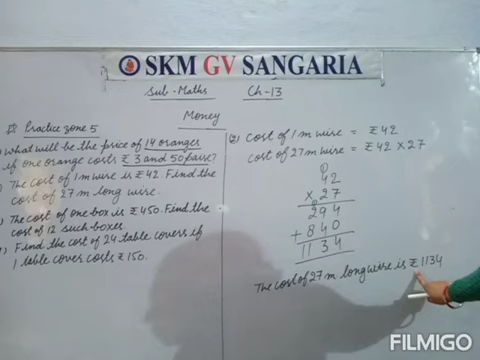 SKM GV SANGARIA
Sub - Maths Ch-13
Money
Practice zone 5
What will be the price of 14 oranges
if one orange costs ₹ 3 and 50 paise?
The cost of 1m wire is ₹ 42. Find the
cost of 27 m long wire.
The cost of one box is ₹ 450. Find the
cost of 12 such boxes
Find the cost of 24 table covers if
1 table cover costs ₹ 150.
(2) Cost of 1 m wire = ₹ 42
cost of 27 m wire = ₹ 42 × 27
42
× 27
294
+ 840
1134
The cost of 27 m long wire is ₹ 1134
FILMIGO